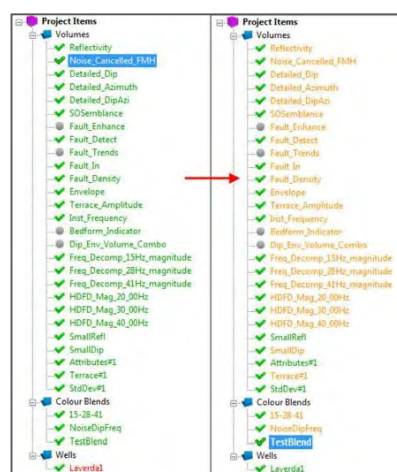 Project Items
Volumes
Reflectivity
Noise_Cancelled_FMH
Detailed_Dip
Detailed_Azimuth
Detailed_DipAzi
SOSemblance
Fault_Enhance
Fault_Detect
Fault_Trends
Fault_In
Fault_Density
Envelope
Terrace_Amplitude
Inst_Frequency
Bedform_Indicator
Dip_Env_Volume_Combo
Freq_Decomp_15Hz_magnitude
Freq_Decomp_28Hz_magnitude
Freq_Decomp_41Hz_magnitude
HDFD_Mag_20_00Hz
HDFD_Mag_30_00Hz
HDFD_Mag_40_00Hz
SmallRefl
SmallDip
Attributes#1
Terrace#1
StdDev#1
Colour Blends
15-28-41
NoiseDipFreq
TestBlend
Wells
Laverda1
Project Items
Volumes
Reflectivity
Noise_Cancelled_FMH
Detailed_Dip
Detailed_Azimuth
Detailed_DipAzi
SOSemblance
Fault_Enhance
Fault_Detect
Fault_Trends
Fault_In
Fault_Density
Envelope
Terrace_Amplitude
Inst_Frequency
Bedform_Indicator
Dip_Env_Volume_Combo
Freq_Decomp_15Hz_magnitude
Freq_Decomp_28Hz_magnitude
Freq_Decomp_41Hz_magnitude
HDFD_Mag_20_00Hz
HDFD_Mag_30_00Hz
HDFD_Mag_40_00Hz
SmallRefl
SmallDip
Attributes#1
Terrace#1
StdDev#1
Colour Blends
15-28-41
NoiseDipFreq
TestBlend
Wells
Laverda1